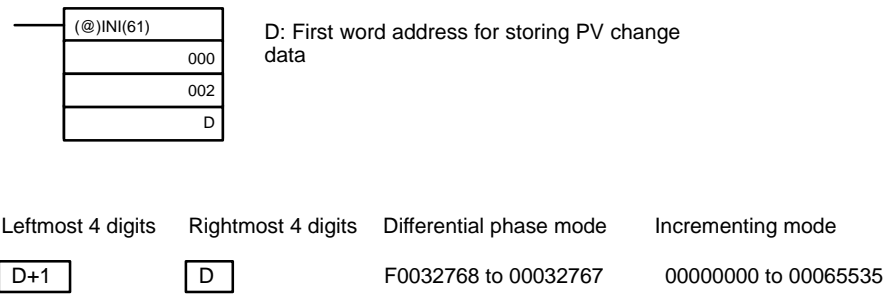 (@)INI(61)
000
002
D
D: First word address for storing PV change
data
Leftmost 4 digits Rightmost 4 digits Differential phase mode Incrementing mode
D+1 D F0032768 to 00032767 00000000 to 00065535